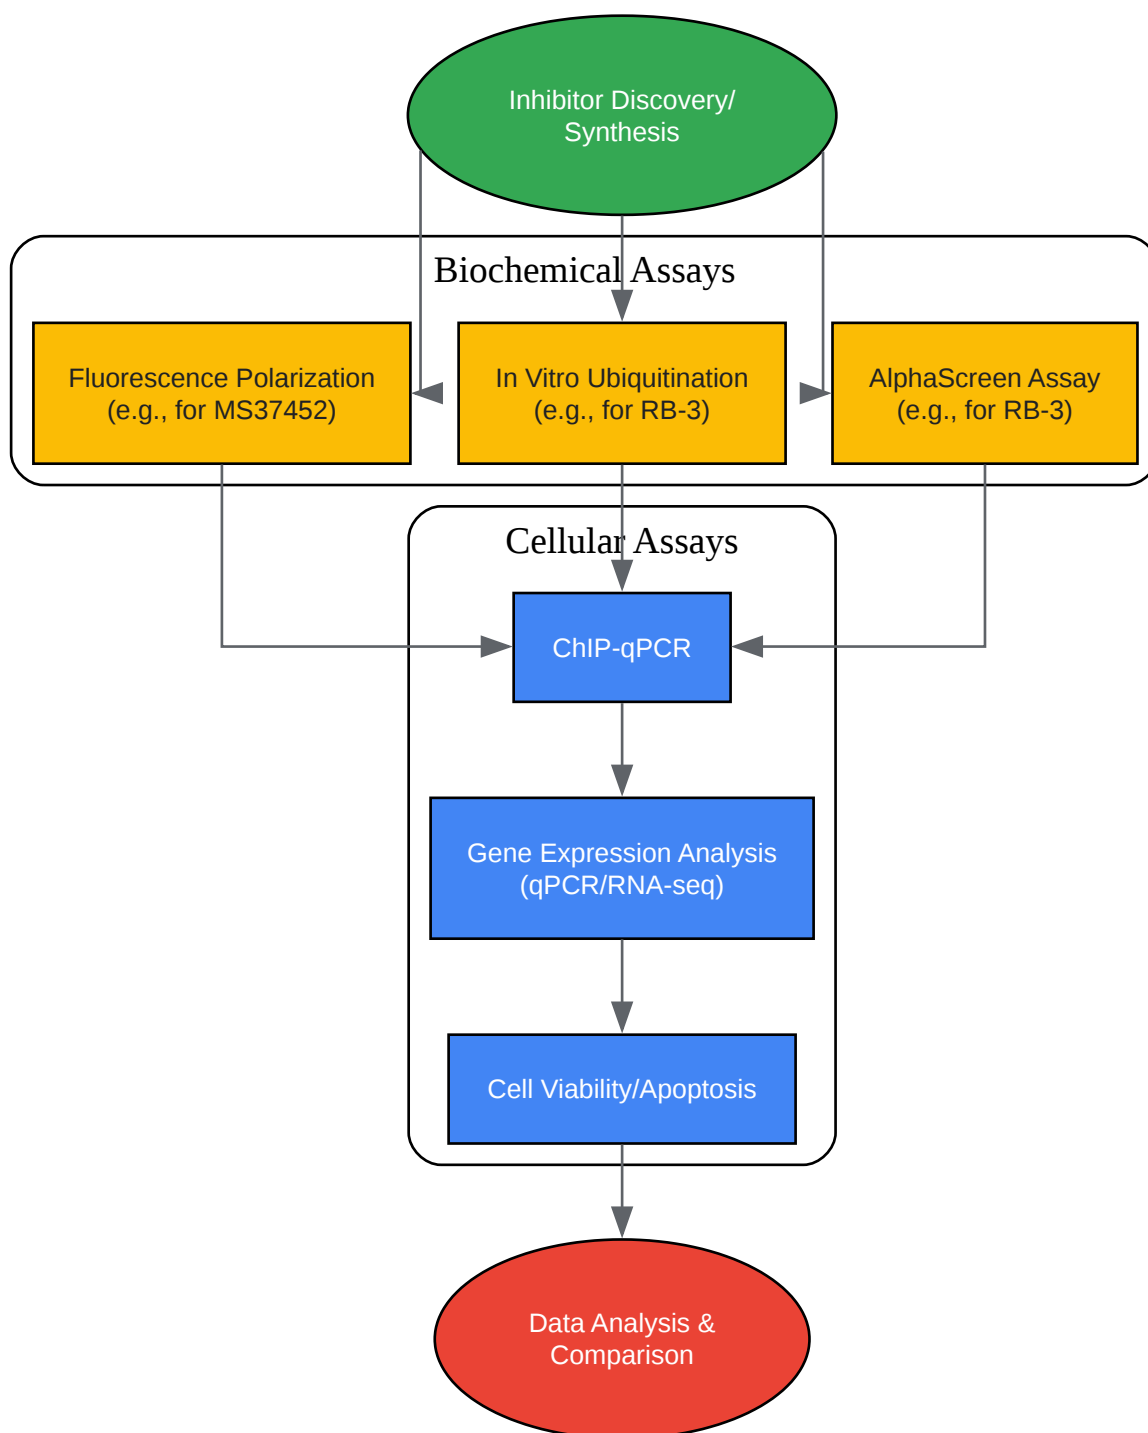 Inhibitor Discovery/
Synthesis
Biochemical Assays
Fluorescence Polarization
(e.g., for MS37452)
In Vitro Ubiquitination
(e.g., for RB-3)
AlphaScreen Assay
(e.g., for RB-3)
Cellular Assays
ChIP-qPCR
Gene Expression Analysis
(qPCR/RNA-seq)
Cell Viability/Apoptosis
Data Analysis &
Comparison